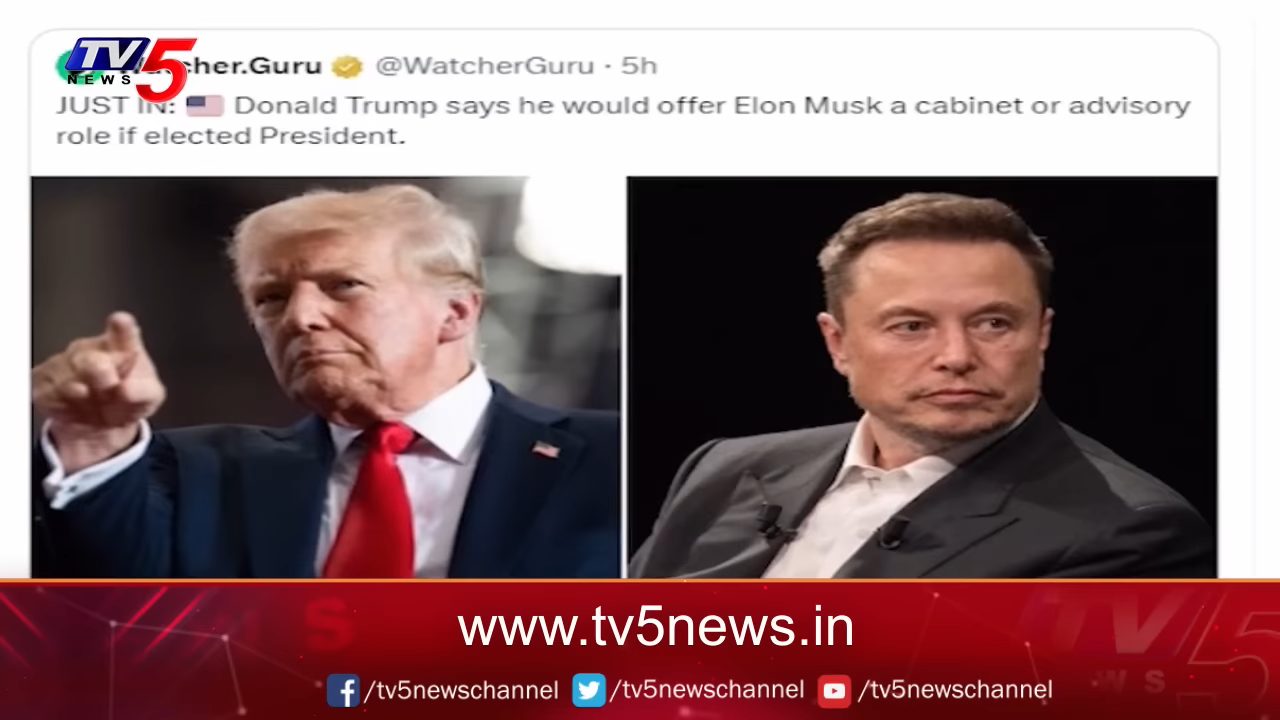 TV5
NEWS
cher.Guru @WatcherGuru · 5h
JUST IN: 🇺🇸 Donald Trump says he would offer Elon Musk a cabinet or advisory
role if elected President.
www.tv5news.in
/tv5newschannel /tv5newschannel /tv5newschannel